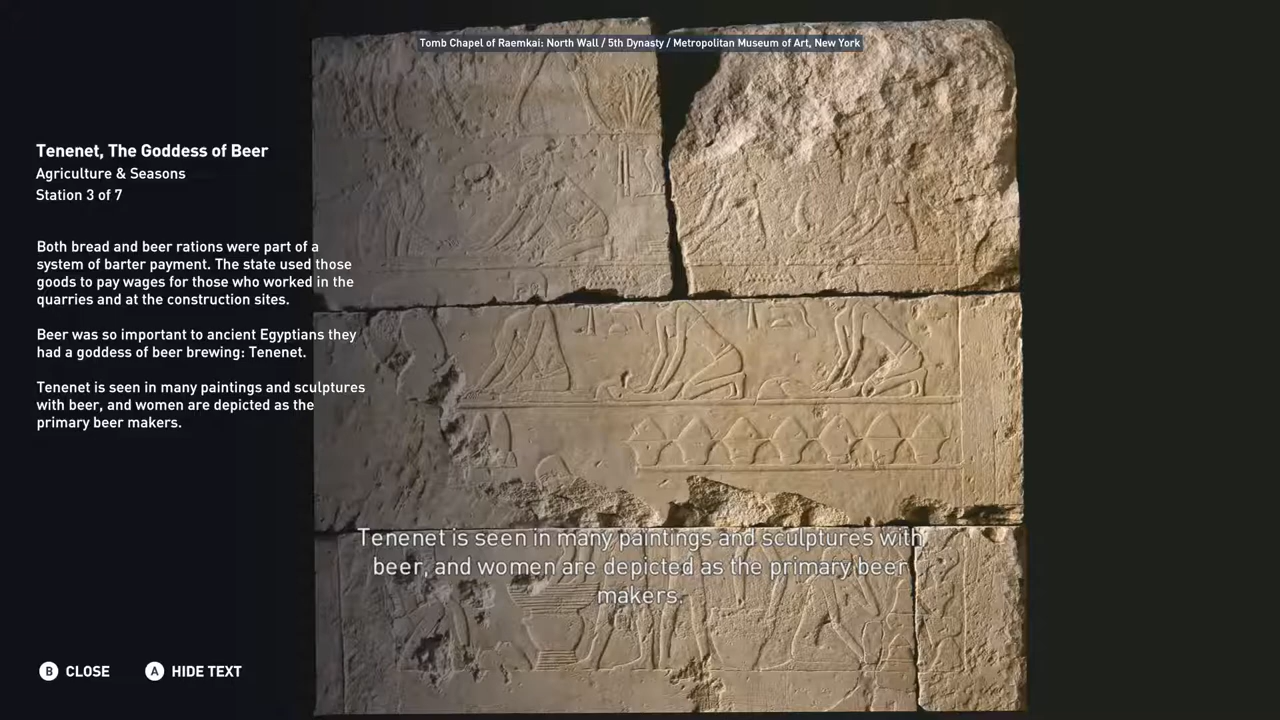 Tomb Chapel of Raemkai: North Wall / 5th Dynasty / Metropolitan Museum of Art, New York
Tenenet, The Goddess of Beer
Agriculture & Seasons
Station 3 of 7
Both bread and beer rations were part of a
system of barter payment. The state used those
goods to pay wages for those who worked in the
quarries and at the construction sites.
Beer was so important to ancient Egyptians they
had a goddess of beer brewing: Tenenet.
Tenenet is seen in many paintings and sculptures
with beer, and women are depicted as the
primary beer makers.
Tenenet is seen in many paintings and sculptures with
beer, and women are depicted as the primary beer
makers.
B CLOSE
A HIDE TEXT